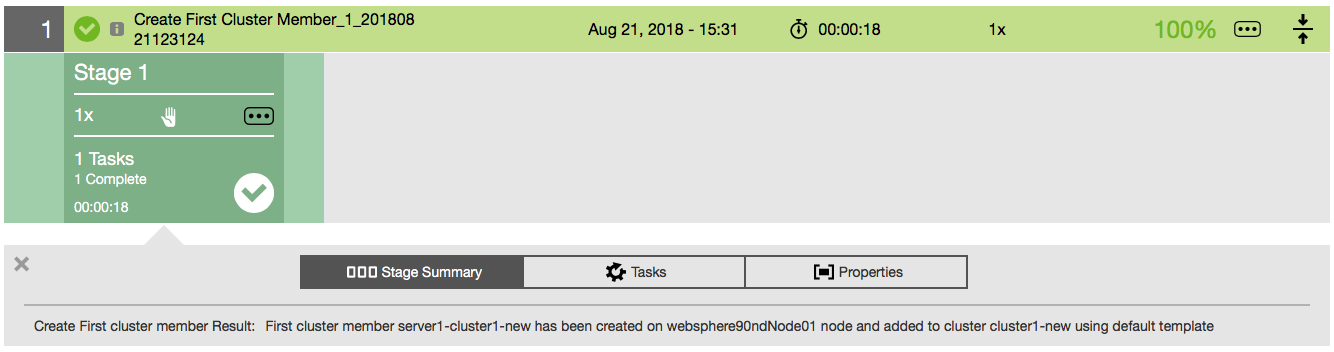 1
Create First Cluster Member_1_201808
21123124
Aug 21, 2018 - 15:31
00:00:18
1x
100%
Stage 1
1x
1 Tasks
1 Complete
00:00:18
Stage Summary
Tasks
Properties
Create First cluster member Result: First cluster member server1-cluster1-new has been created on websphere90ndNode01 node and added to cluster cluster1-new using default template